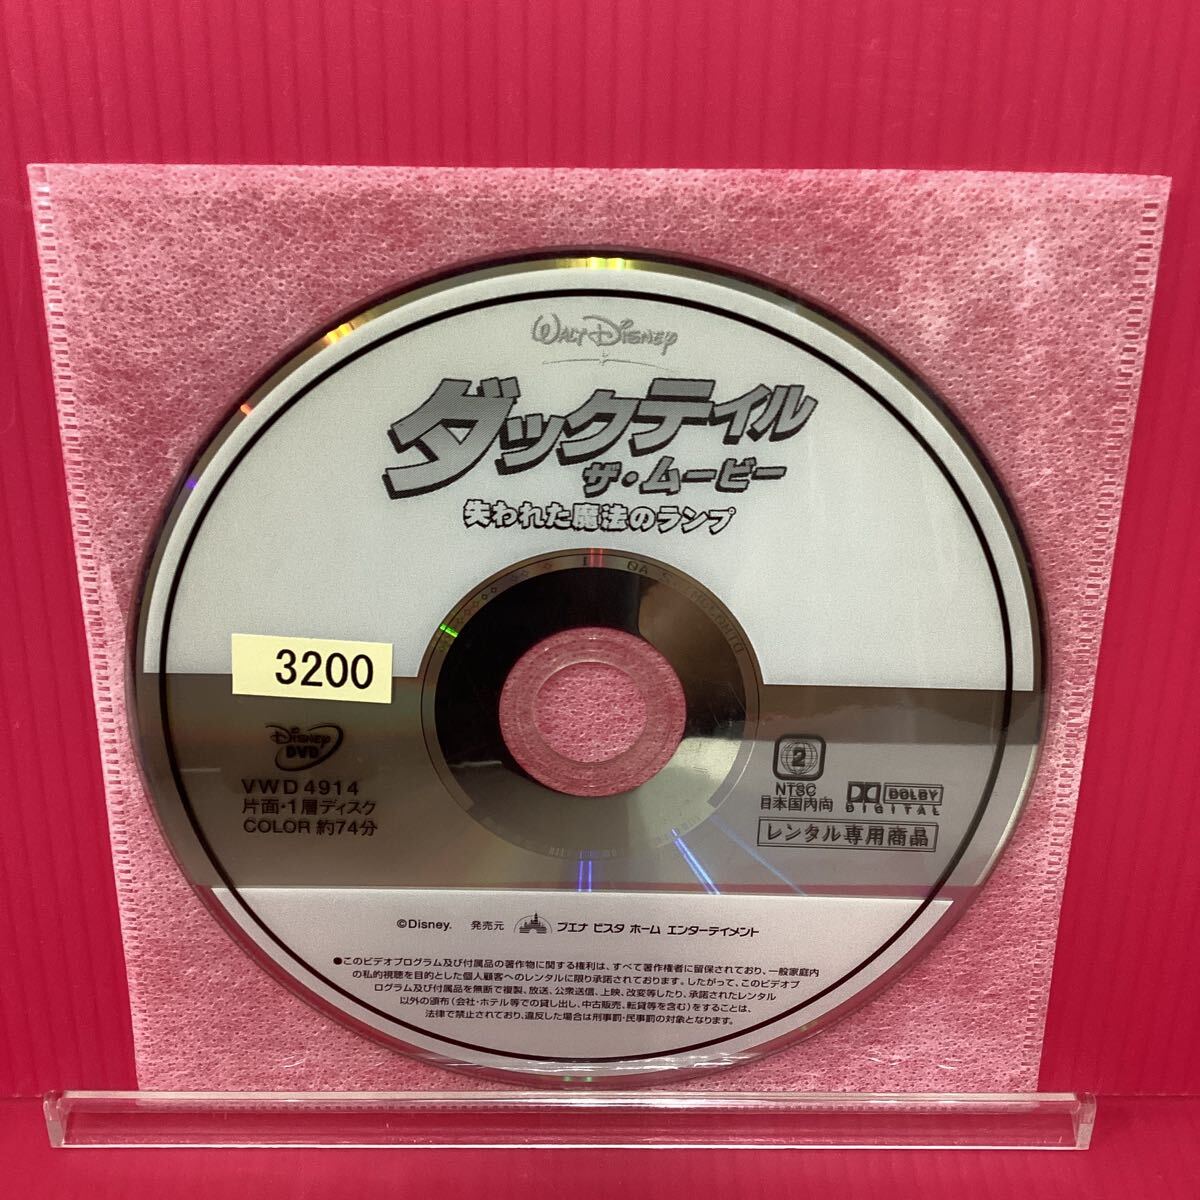 WALT DISNEY
ダックテイル
ザ・ムービー
失われた魔法のランプ
3200
DISNEY
DVD
VWD4914
片面・1層ディスク
COLOR 約74分
2
NTSC
日本国内向
DOLBY
DIGITAL
レンタル専用商品
©Disney. 発売元 ブエナ ビスタ ホーム エンターテイメント
●このビデオプログラム及び付属品の著作物に関する権利は、すべて著作権者に留保されており、一般家庭内
の私的視聴を目的とした個人顧客へのレンタルに限り承諾されております。したがって、このビデオプ
ログラム及び付属品を無断で複製、放送、公衆送信、上映、改変等したり、承諾されたレンタル
以外の頒布(会社・ホテル等での貸し出し、中古販売、転貸等を含む)をすることは、
法律で禁止されており、違反した場合は刑事罰・民事罰の対象となります。